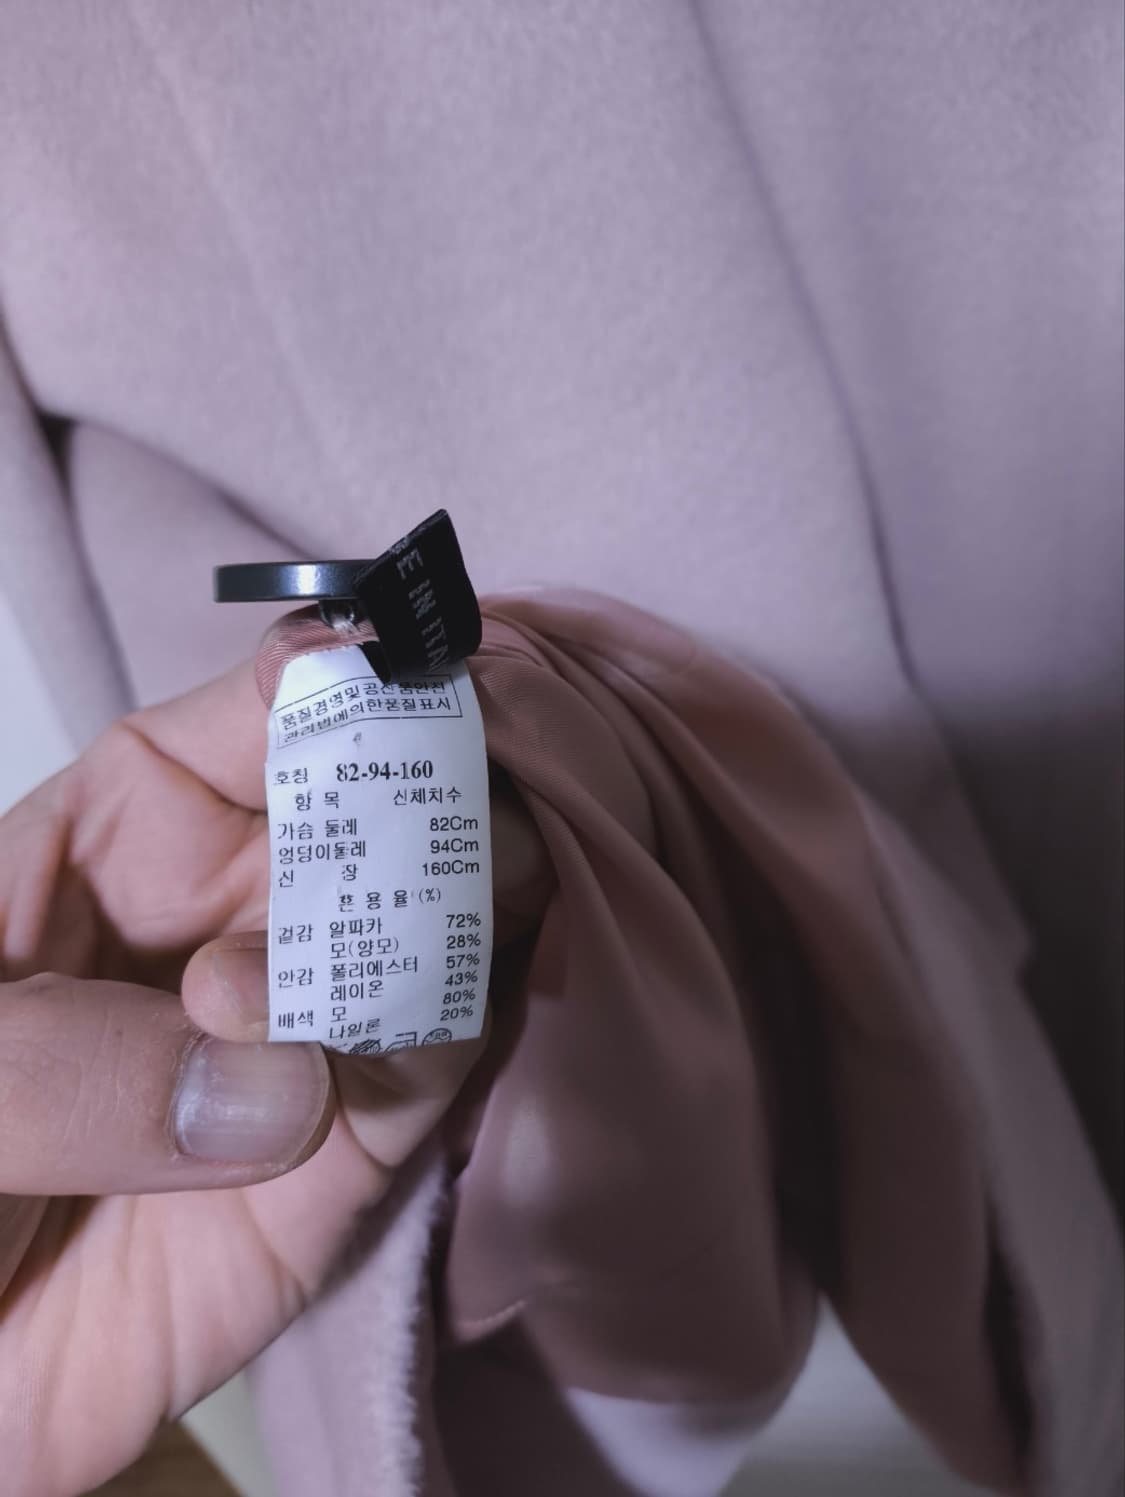 E IN ITA
품질경영및공산품안전
관리법에의한품질표시
호칭 82-94-160
항 목 신체치수
가슴 둘레 82Cm
엉덩이둘레 94Cm
신 장 160Cm
혼 용 율 (%)
겉감 알파카 72%
모(양모) 28%
안감 폴리에스터 57%
레이온 43%
배색 모 80%
나일론 20%